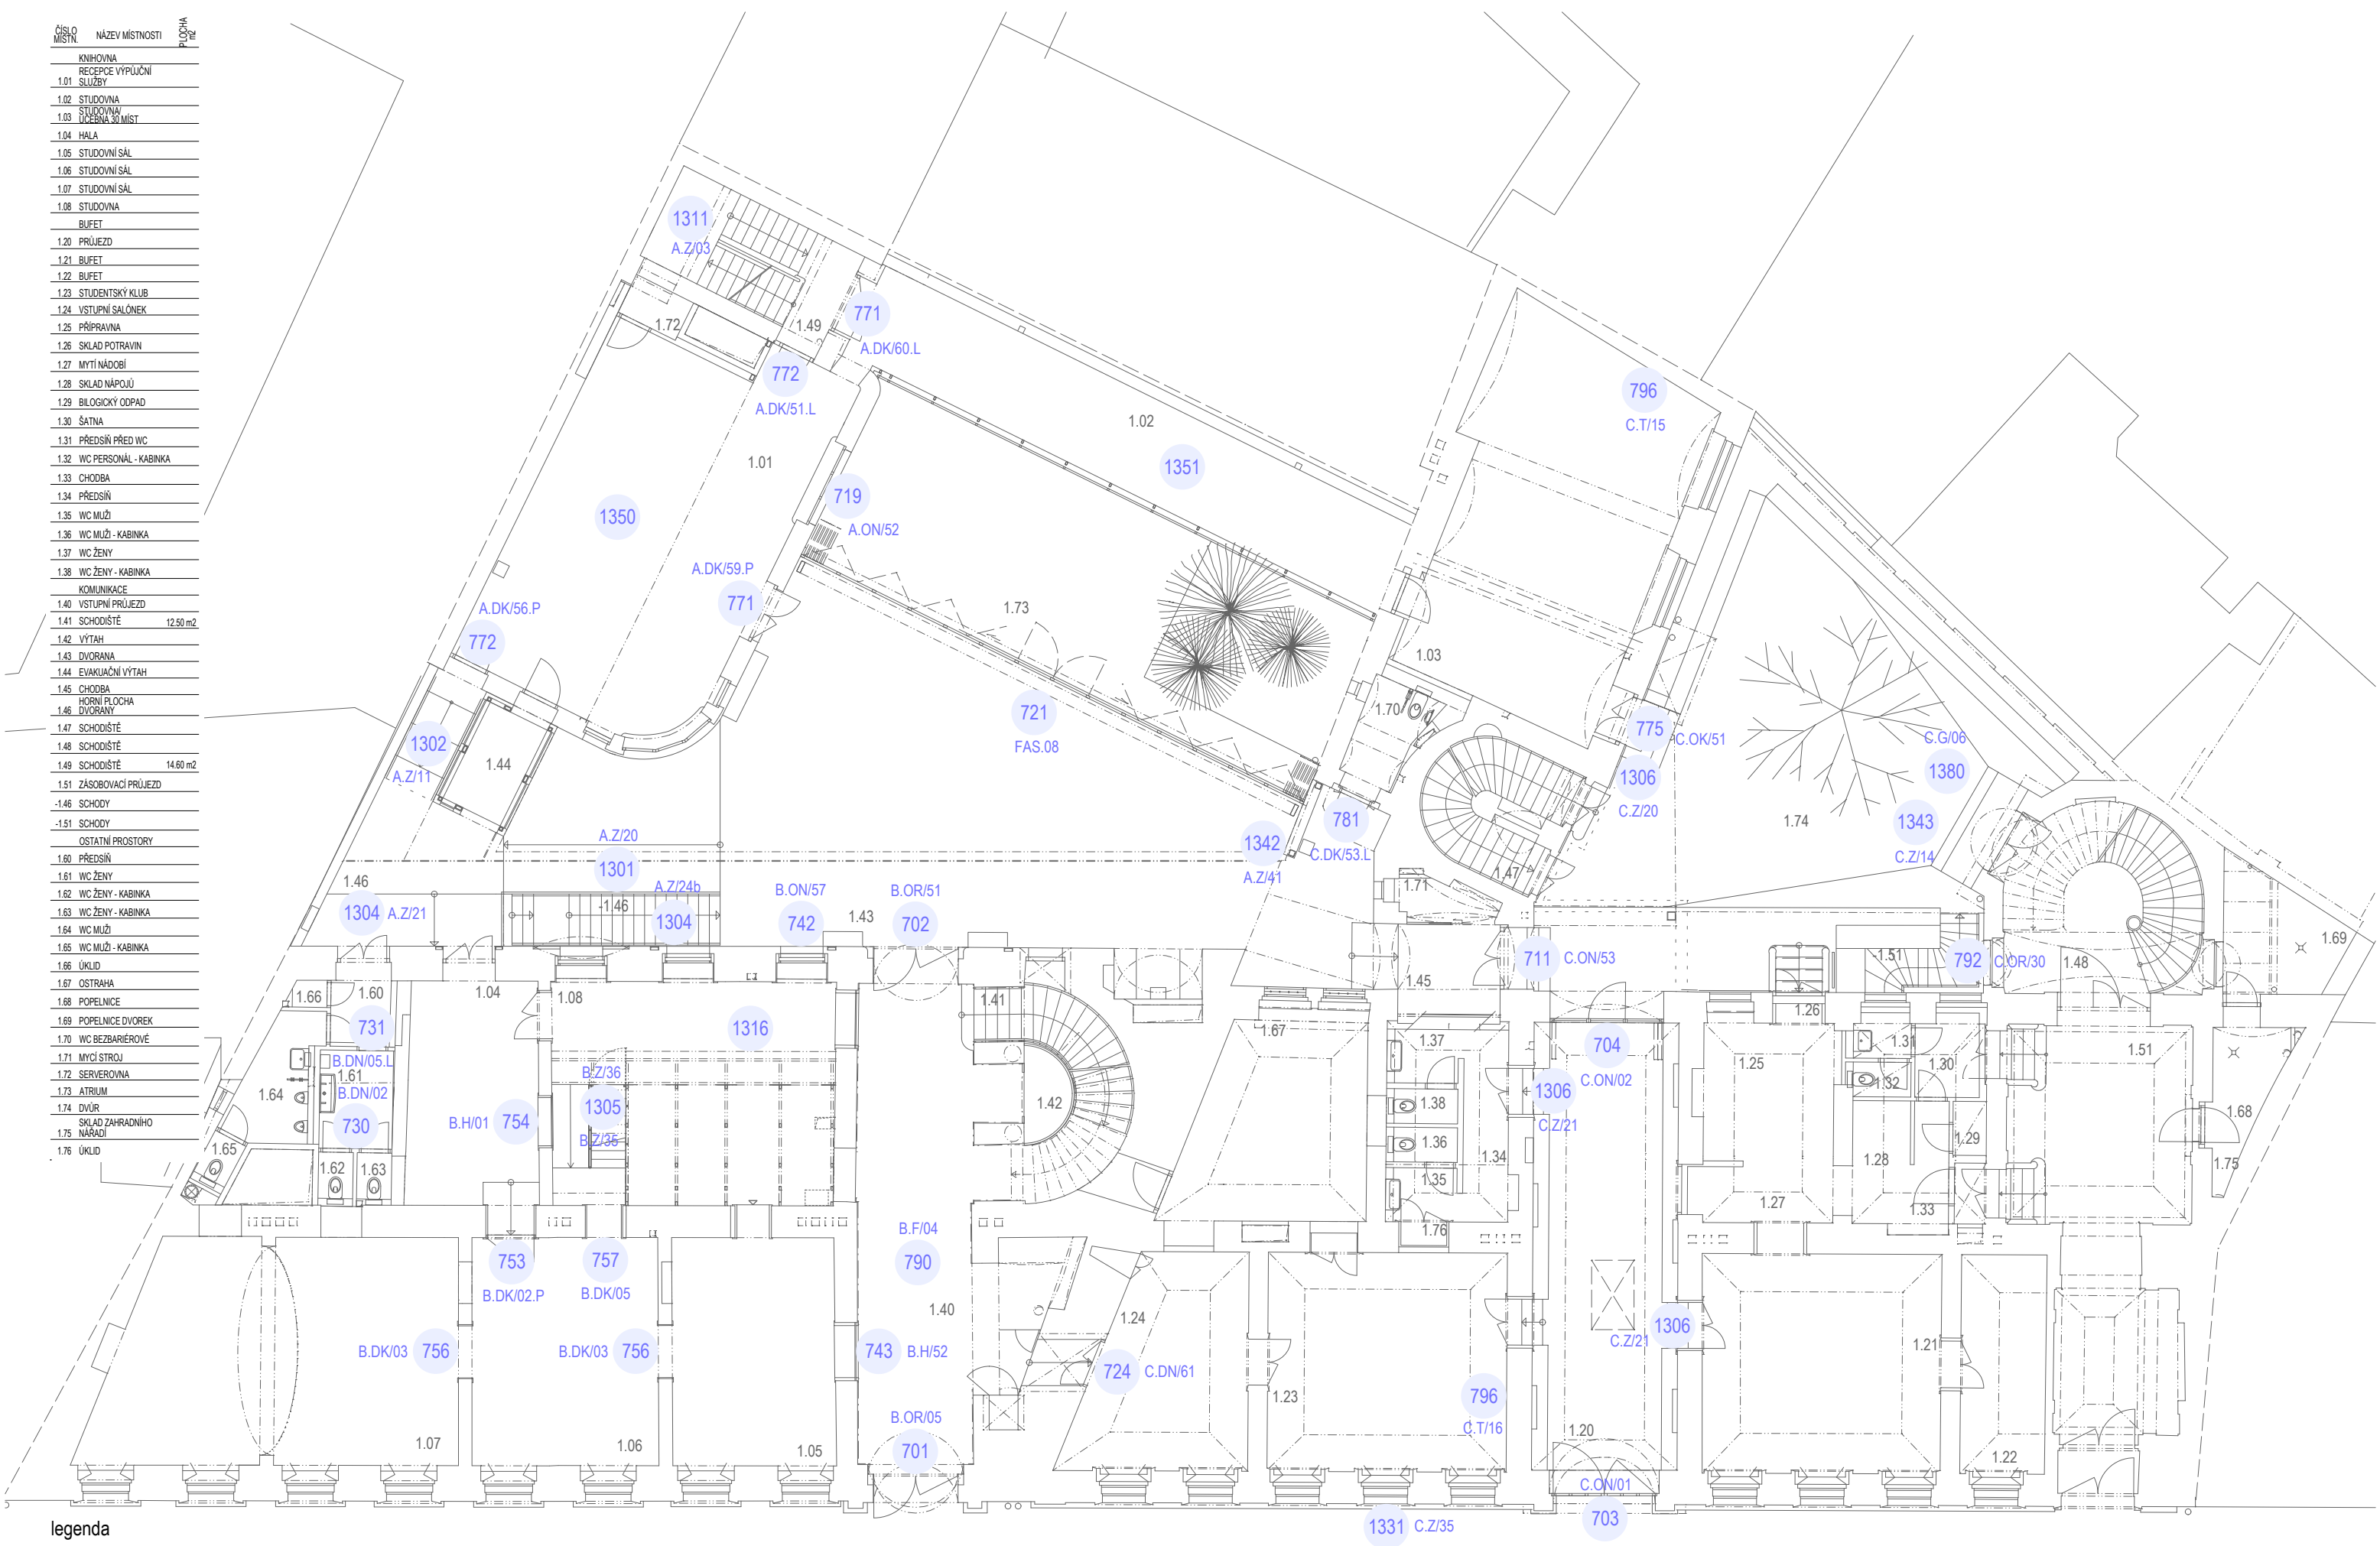 ČÍSLO MÍSTN. NÁZEV MÍSTNOSTI PLOCHA m2
KNIHOVNA
1.01 RECEPCE VÝPŮJČNÍ SLUŽBY
1.02 STUDOVNA
1.03 STUDOVNA/ UČEBNA 30 MÍST
1.04 HALA
1.05 STUDOVNÍ SÁL
1.06 STUDOVNÍ SÁL
1.07 STUDOVNÍ SÁL
1.08 STUDOVNA
BUFET
1.20 PRŮJEZD
1.21 BUFET
1.22 BUFET
1.23 STUDENTSKÝ KLUB
1.24 VSTUPNÍ SALÓNEK
1.25 PŘÍPRAVNA
1.26 SKLAD POTRAVIN
1.27 MYTÍ NÁDOBÍ
1.28 SKLAD NÁPOJŮ
1.29 BILOGICKÝ ODPAD
1.30 ŠATNA
1.31 PŘEDSÍŇ PŘED WC
1.32 WC PERSONÁL - KABINKA
1.33 CHODBA
1.34 PŘEDSÍŇ
1.35 WC MUŽI
1.36 WC MUŽI - KABINKA
1.37 WC ŽENY
1.38 WC ŽENY - KABINKA
KOMUNIKACE
1.40 VSTUPNÍ PRŮJEZD
1.41 SCHODIŠTĚ 12.50 m2
1.42 VÝTAH
1.43 DVORANA
1.44 EVAKUAČNÍ VÝTAH
1.45 CHODBA
1.46 HORNÍ PLOCHA DVORANY
1.47 SCHODIŠTĚ
1.48 SCHODIŠTĚ
1.49 SCHODIŠTĚ 14.60 m2
1.51 ZÁSOBOVACÍ PRŮJEZD
-1.46 SCHODY
-1.51 SCHODY
OSTATNÍ PROSTORY
1.60 PŘEDSÍŇ
1.61 WC ŽENY
1.62 WC ŽENY - KABINKA
1.63 WC ŽENY - KABINKA
1.64 WC MUŽI
1.65 WC MUŽI - KABINKA
1.66 ÚKLID
1.67 OSTRAHA
1.68 POPELNICE
1.69 POPELNICE DVOREK
1.70 WC BEZBARIÉROVÉ
1.71 MYCÍ STROJ
1.72 SERVEROVNA
1.73 ATRIUM
1.74 DVŮR
1.75 SKLAD ZAHRADNÍHO NÁŘADÍ
1.76 ÚKLID
legenda
1311
A.Z/03
1.72
1.49
771
A.DK/60.L
772
A.DK/51.L
1.02
1351
796
C.T/15
1.01
1350
719
A.ON/52
A.DK/59.P
771
A.DK/56.P
772
1.73
1.03
721
FAS.08
1.70
775
C.OK/51
C.G/06
1380
1302
A.Z/11
1.44
1306
C.Z/20
1.74
1343
C.Z/14
781
C.DK/53.L
1342
A.Z/41
A.Z/20
1301
1.46
A.Z/24b
-1.46
1304
A.Z/21
1304
B.ON/57
742
1.43
B.OR/51
702
1.71
1.47
711
C.ON/53
1.45
-1.51
792
C.OR/30
1.48
1.69
1.66
1.60
1.04
1.08
1.41
1.26
731
B.DN/05.L
1316
1.67
1.37
704
C.ON/02
1.25
1.31
1.30
1.51
1.61
B.DN/02
730
1.64
B.Z/36
1305
B.Z/35
B.H/01
754
1.42
1.38
1306
C.Z/21
1.32
1.68
1.65
1.62
1.63
1.36
1.34
1.35
1.29
1.28
1.75
1.76
1.27
1.33
B.F/04
790
753
B.DK/02.P
757
B.DK/05
1.40
1.24
B.DK/03
756
B.DK/03
756
743
B.H/52
724
C.DN/61
1306
C.Z/21
1.21
1.23
796
C.T/16
B.OR/05
701
1.07
1.06
1.05
1.20
1.22
C.ON/01
703
1331
C.Z/35